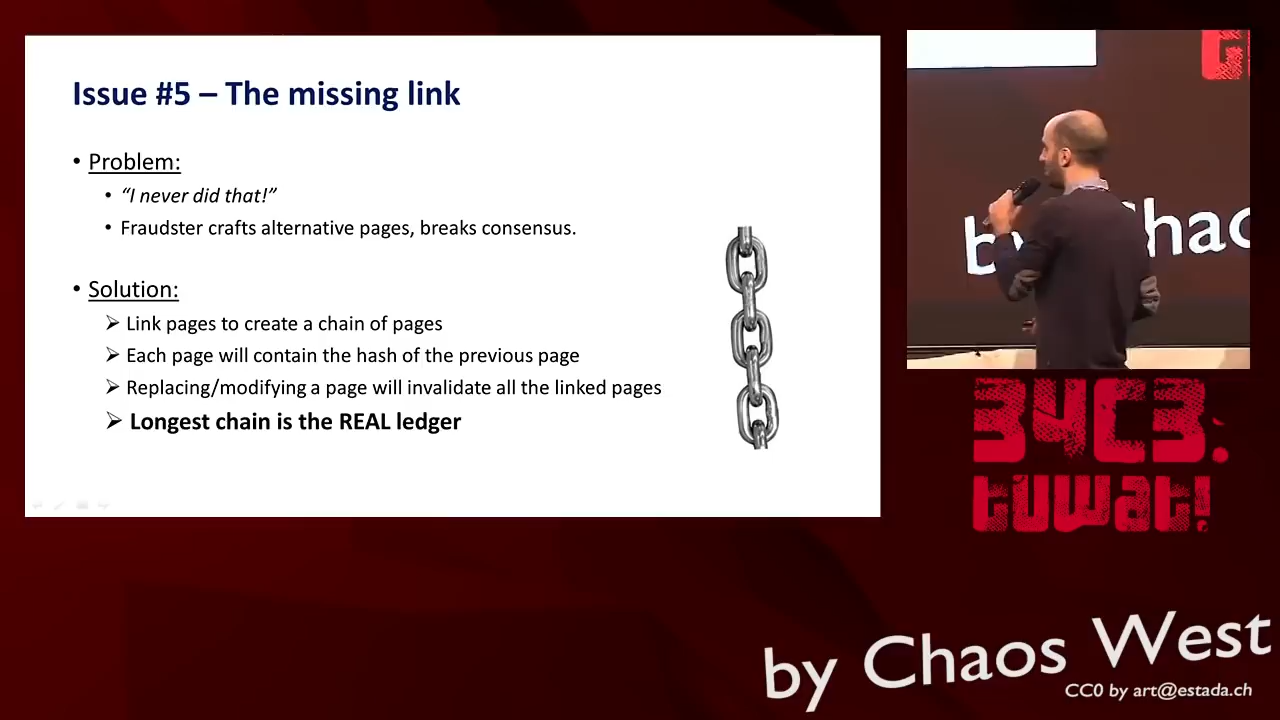 Issue #5 – The missing link
• Problem:
• “I never did that!”
• Fraudster crafts alternative pages, breaks consensus.
• Solution:
➢ Link pages to create a chain of pages
➢ Each page will contain the hash of the previous page
➢ Replacing/modifying a page will invalidate all the linked pages
➢ Longest chain is the REAL ledger
34C3:
tuwat!
by Chaos West
CC0 by art@estada.ch